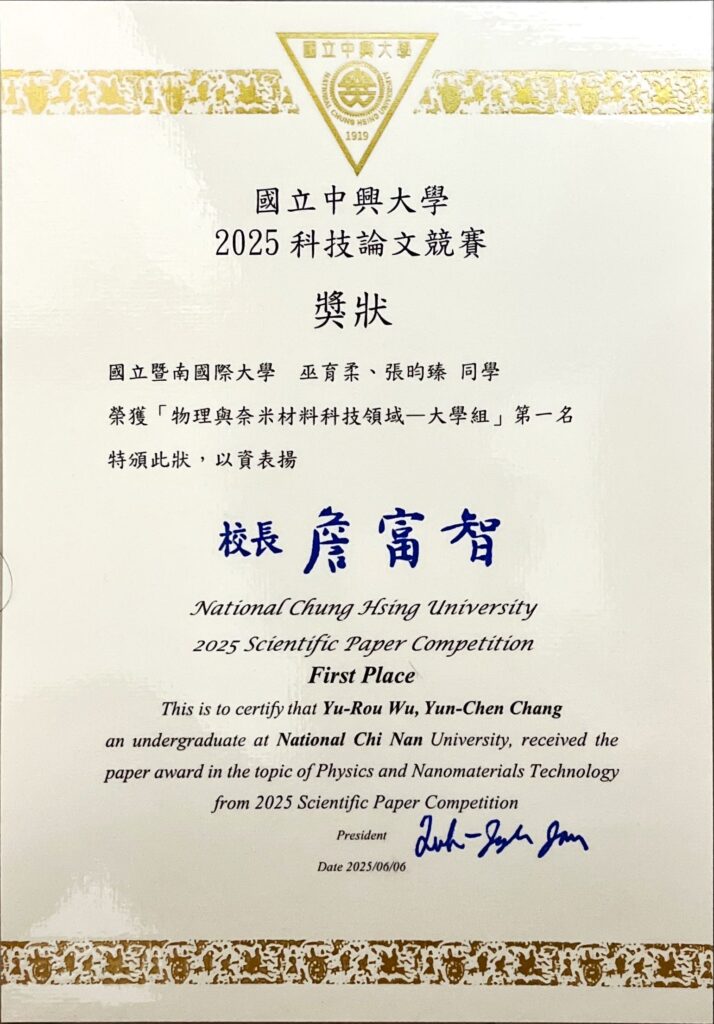 國立中興大學
NATIONAL CHUNG HSING UNIVERSITY
1919
國立中興大學
2025 科技論文競賽
獎狀
國立暨南國際大學 巫育柔、張昀臻 同學
榮獲「物理與奈米材料科技領域—大學組」第一名
特頒此狀，以資表揚
校長 詹富智
National Chung Hsing University
2025 Scientific Paper Competition
First Place
This is to certify that Yu-Rou Wu, Yun-Chen Chang
an undergraduate at National Chi Nan University, received the
paper award in the topic of Physics and Nanomaterials Technology
from 2025 Scientific Paper Competition
President
Date 2025/06/06